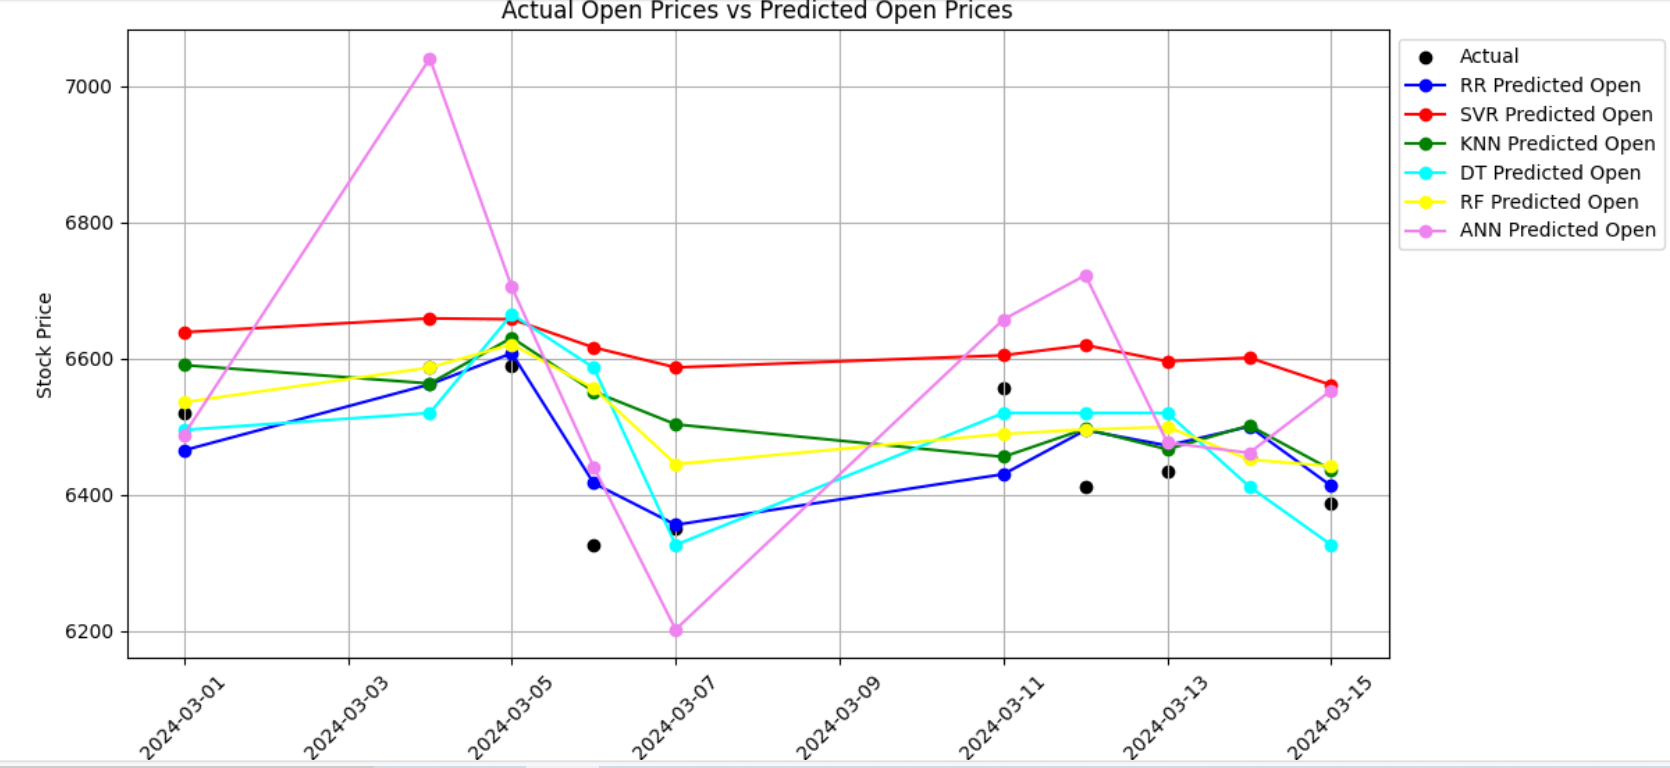 Actual Open Prices vs Predicted Open Prices
7000
6800
6600
6400
6200
Stock Price
2024-03-01
2024-03-03
2024-03-05
2024-03-07
2024-03-09
2024-03-11
2024-03-13
2024-03-15
Actual
RR Predicted Open
SVR Predicted Open
KNN Predicted Open
DT Predicted Open
RF Predicted Open
ANN Predicted Open